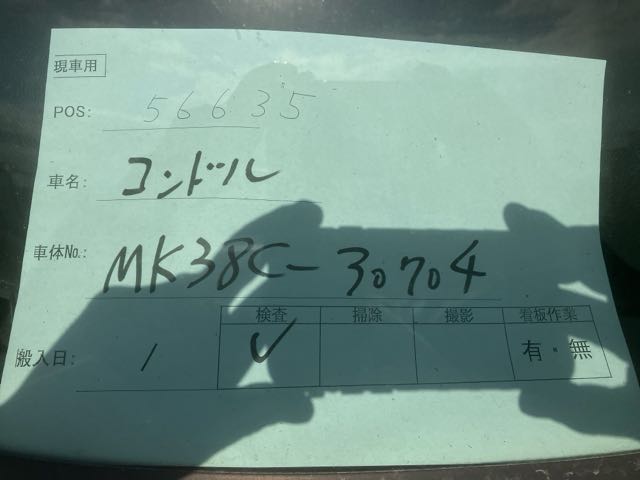 現車用
POS: 56635
車名: コンドル
車体No.: MK38C-30704
検査 掃除 撮影 看板作業
搬入日: / ✓ 有・無